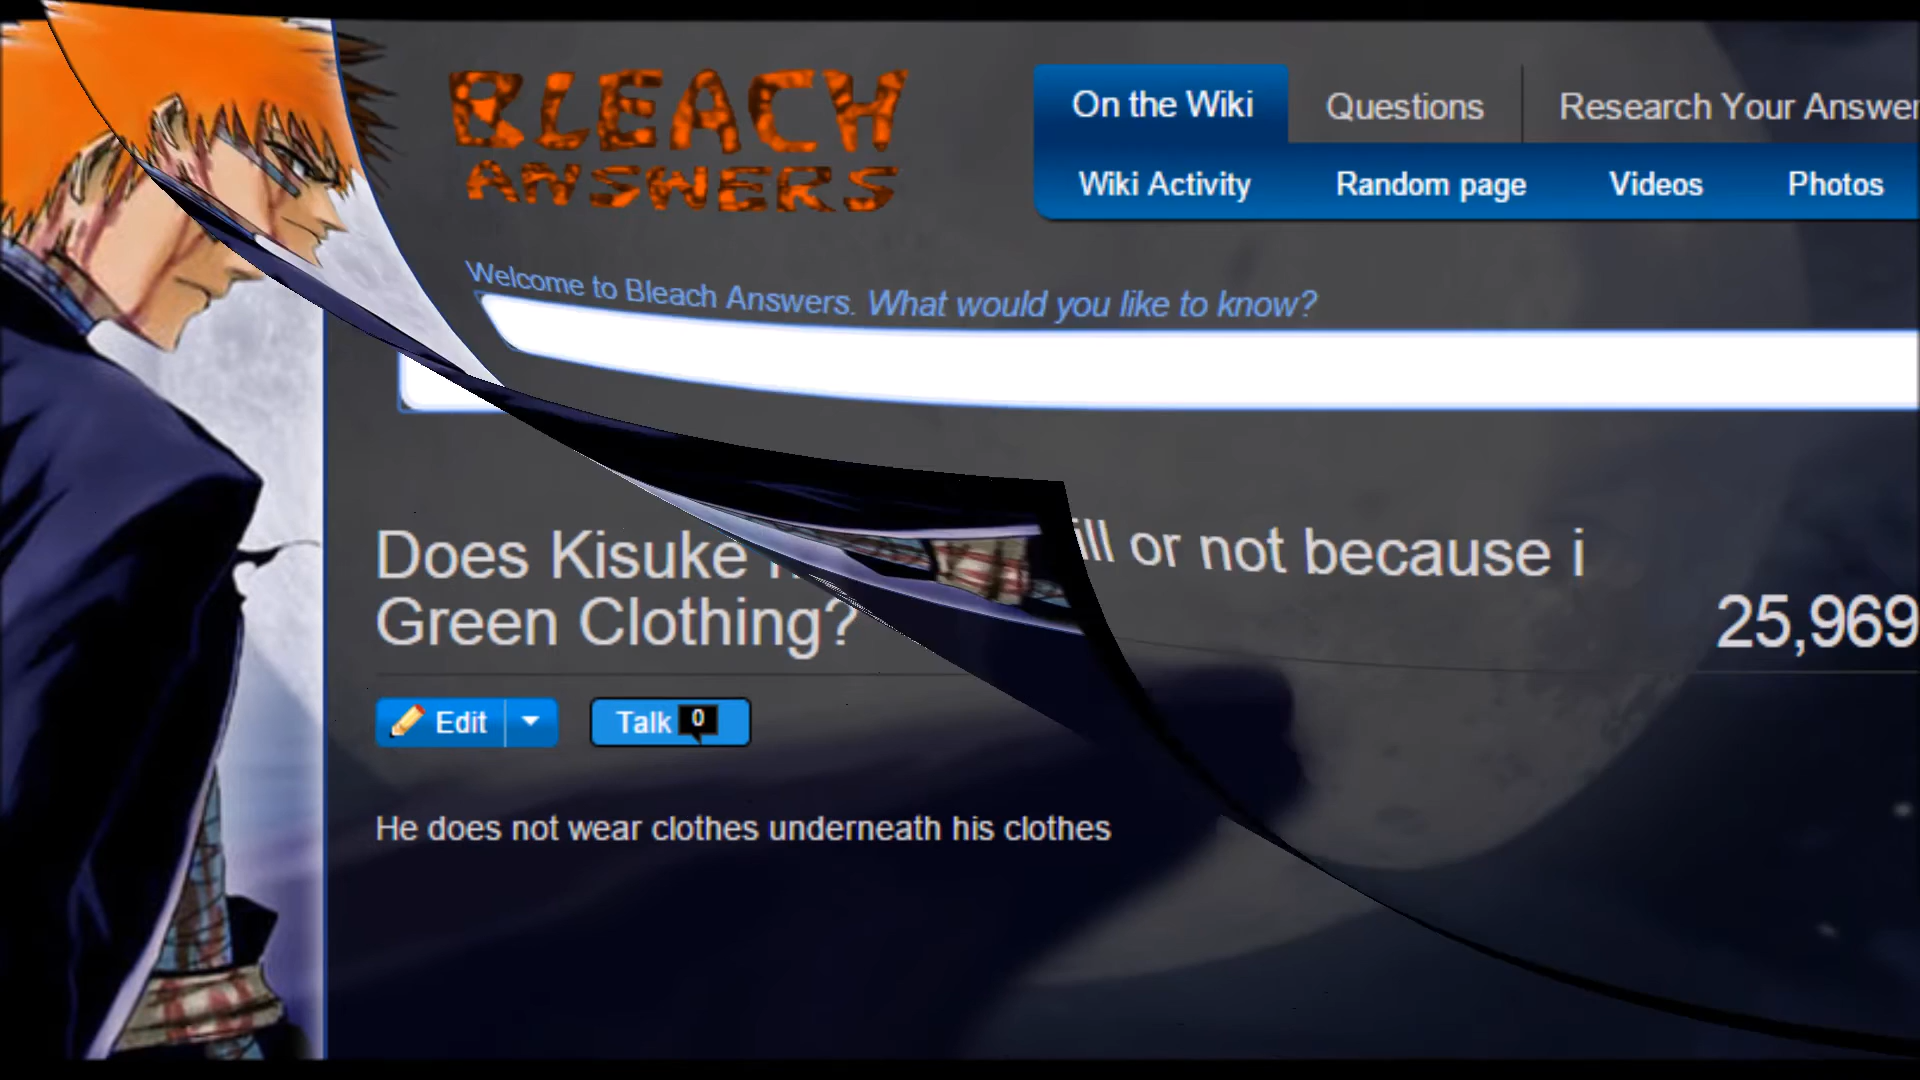 BLEACH
ANSWERS
On the Wiki
Questions
Research Your Answer
Wiki Activity
Random page
Videos
Photos
Welcome to Bleach Answers. What would you like to know?
Does Kisuke
ill or not because i
Green Clothing?
25,969
Edit
Talk 0
He does not wear clothes underneath his clothes